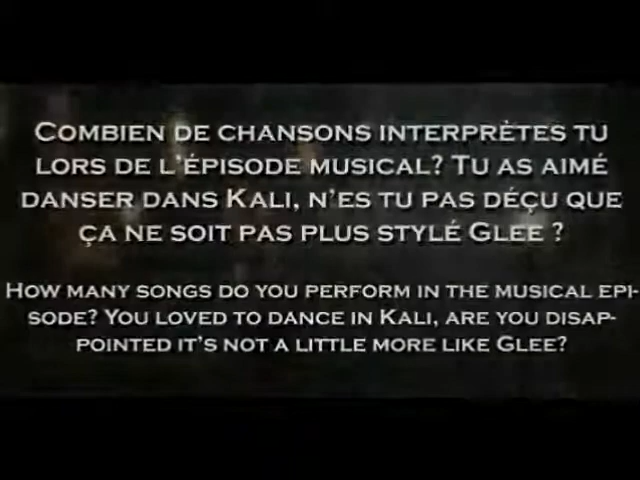 COMBIEN DE CHANSONS INTERPRÈTES TU
LORS DE L'ÉPISODE MUSICAL? TU AS AIMÉ
DANSER DANS KALI, N'ES TU PAS DÉÇU QUE
ÇA NE SOIT PAS PLUS STYLÉ GLEE ?
HOW MANY SONGS DO YOU PERFORM IN THE MUSICAL EPI-
SODE? YOU LOVED TO DANCE IN KALI, ARE YOU DISAP-
POINTED IT'S NOT A LITTLE MORE LIKE GLEE?